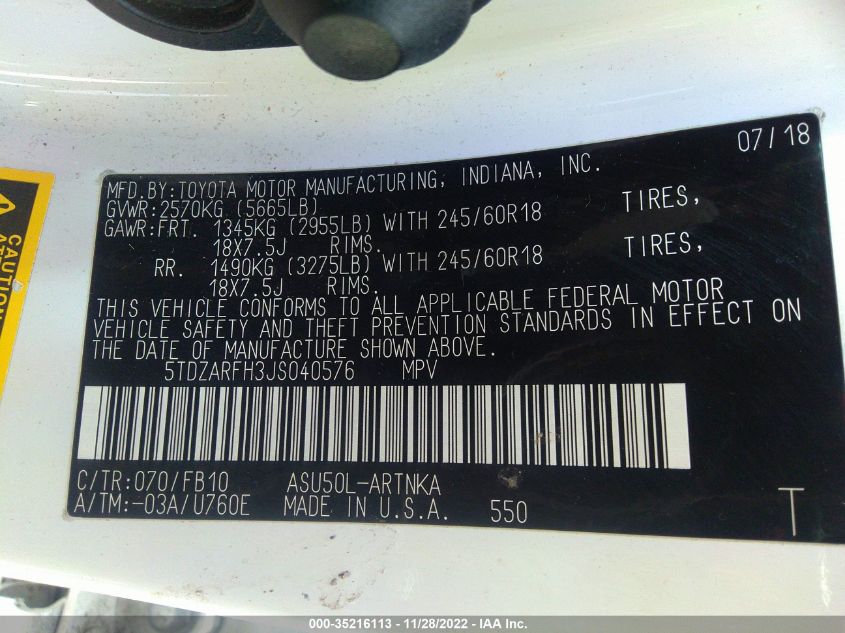 07/18
MFD.BY:TOYOTA MOTOR MANUFACTURING, INDIANA, INC.
GVWR:2570KG (5665LB)
GAWR:FRT. 1345KG (2955LB) WITH 245/60R18 TIRES,
18X7.5J RIMS.
RR. 1490KG (3275LB) WITH 245/60R18 TIRES,
18X7.5J RIMS.
THIS VEHICLE CONFORMS TO ALL APPLICABLE FEDERAL MOTOR
VEHICLE SAFETY AND THEFT PREVENTION STANDARDS IN EFFECT ON
THE DATE OF MANUFACTURE SHOWN ABOVE.
5TDZARFH3JS040576 MPV
C/TR:070/FB10 ASU50L-ARTNKA
A/TM:-03A/U760E MADE IN U.S.A. 550 T
CAUTION
000-35216113 - 11/28/2022 - IAA Inc.